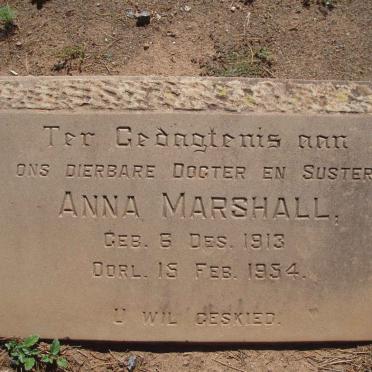 Ter Gedagtenis aan
ons dierbare Dogter en Suster
ANNA MARSHALL,
Geb. 6 Des. 1913
Oorl. 15 Feb. 1954.
U wil geskied.